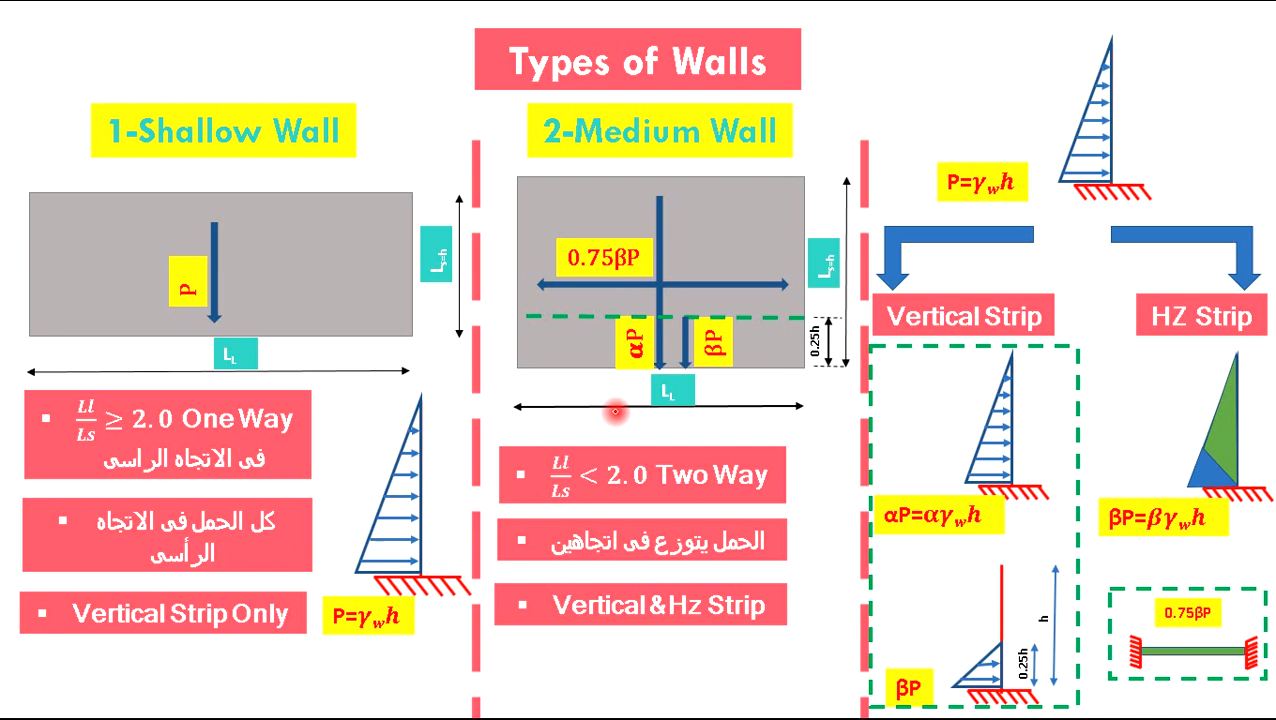 Types of Walls
1-Shallow Wall
P
Ls=h
LL
Ll/Ls ≥ 2.0 One Way
فى الاتجاه الراسى
كل الحمل فى الاتجاه
الرأسى
Vertical Strip Only
P=γwh
2-Medium Wall
0.75βP
αP
βP
Ls=h
0.25h
LL
Ll/Ls < 2.0 Two Way
الحمل يتوزع فى اتجاهين
Vertical &Hz Strip
P=γwh
Vertical Strip
HZ Strip
αP=αγwh
βP=βγwh
h
0.25h
βP
0.75βP